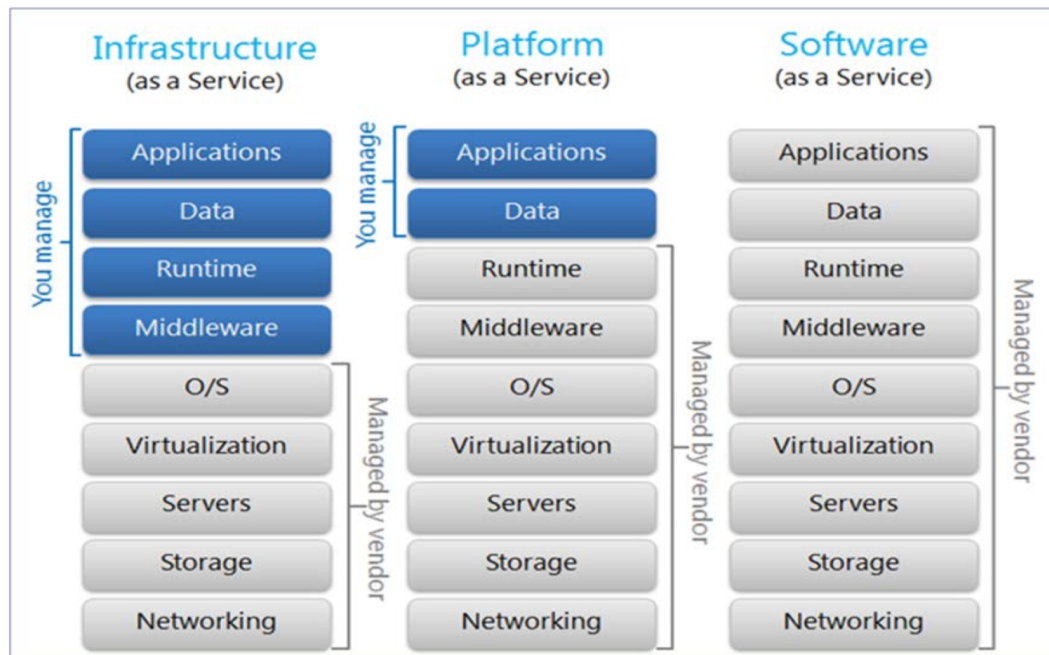 Infrastructure
(as a Service)
You manage
Applications
Data
Runtime
Middleware
O/S
Virtualization
Servers
Storage
Networking
Managed by vendor
Platform
(as a Service)
You manage
Applications
Data
Runtime
Middleware
O/S
Virtualization
Servers
Storage
Networking
Managed by vendor
Software
(as a Service)
Applications
Data
Runtime
Middleware
O/S
Virtualization
Servers
Storage
Networking
Managed by vendor